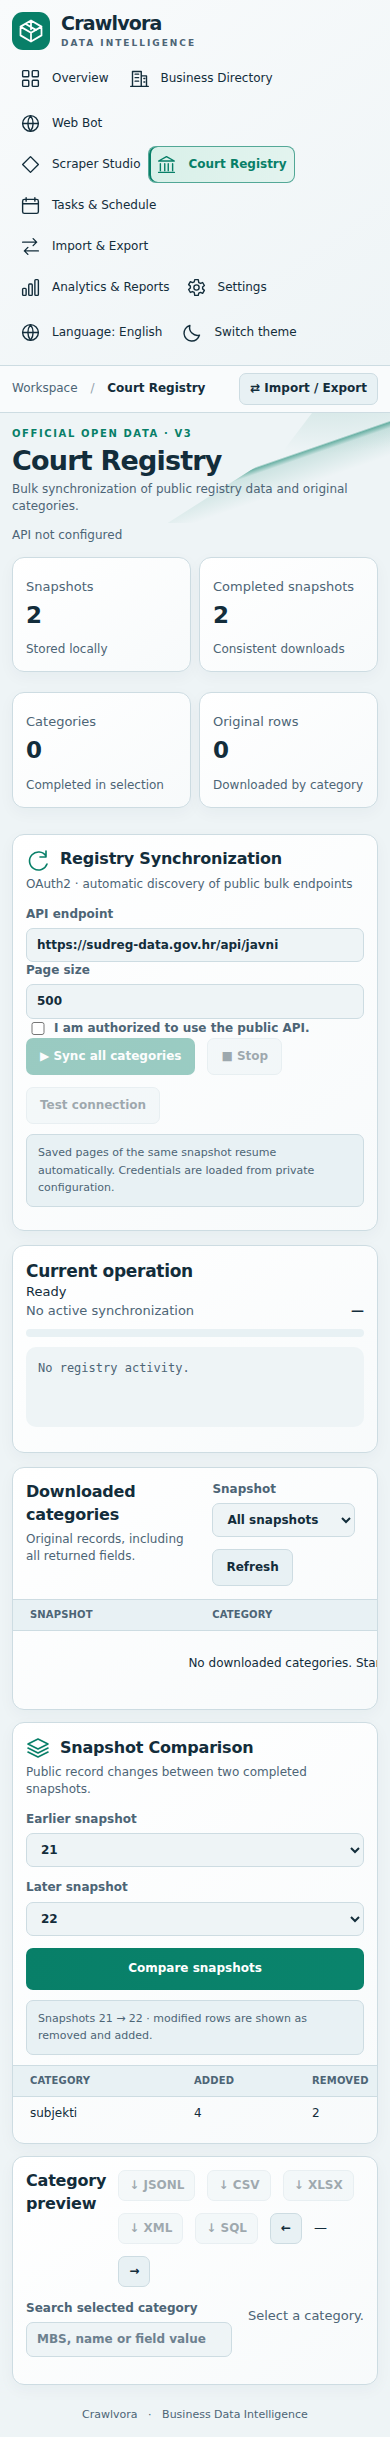 Crawlvora
DATA INTELLIGENCE
Overview
Business Directory
Web Bot
Scraper Studio
Court Registry
Tasks & Schedule
Import & Export
Analytics & Reports
Settings
Language: English
Switch theme
Workspace / Court Registry
⇄ Import / Export
OFFICIAL OPEN DATA · V3
Court Registry
Bulk synchronization of public registry data and original
categories.
API not configured
Snapshots
2
Stored locally
Completed snapshots
2
Consistent downloads
Categories
0
Completed in selection
Original rows
0
Downloaded by category
Registry Synchronization
OAuth2 · automatic discovery of public bulk endpoints
API endpoint
https://sudreg-data.gov.hr/api/javni
Page size
500
I am authorized to use the public API.
▶ Sync all categories
■ Stop
Test connection
Saved pages of the same snapshot resume
automatically. Credentials are loaded from private
configuration.
Current operation
Ready
No active synchronization —
No registry activity.
Downloaded
categories
Original records, including
all returned fields.
Snapshot
All snapshots
Refresh
SNAPSHOT CATEGORY
No downloaded categories.
Snapshot Comparison
Public record changes between two completed
snapshots.
Earlier snapshot
21
Later snapshot
22
Compare snapshots
Snapshots 21 → 22 · modified rows are shown as
removed and added.
CATEGORY ADDED REMOVED
subjekti 4 2
Category
preview
↓ JSONL
↓ CSV
↓ XLSX
↓ XML
↓ SQL
←
—
→
Search selected category
MBS, name or field value
Select a category.
Crawlvora · Business Data Intelligence